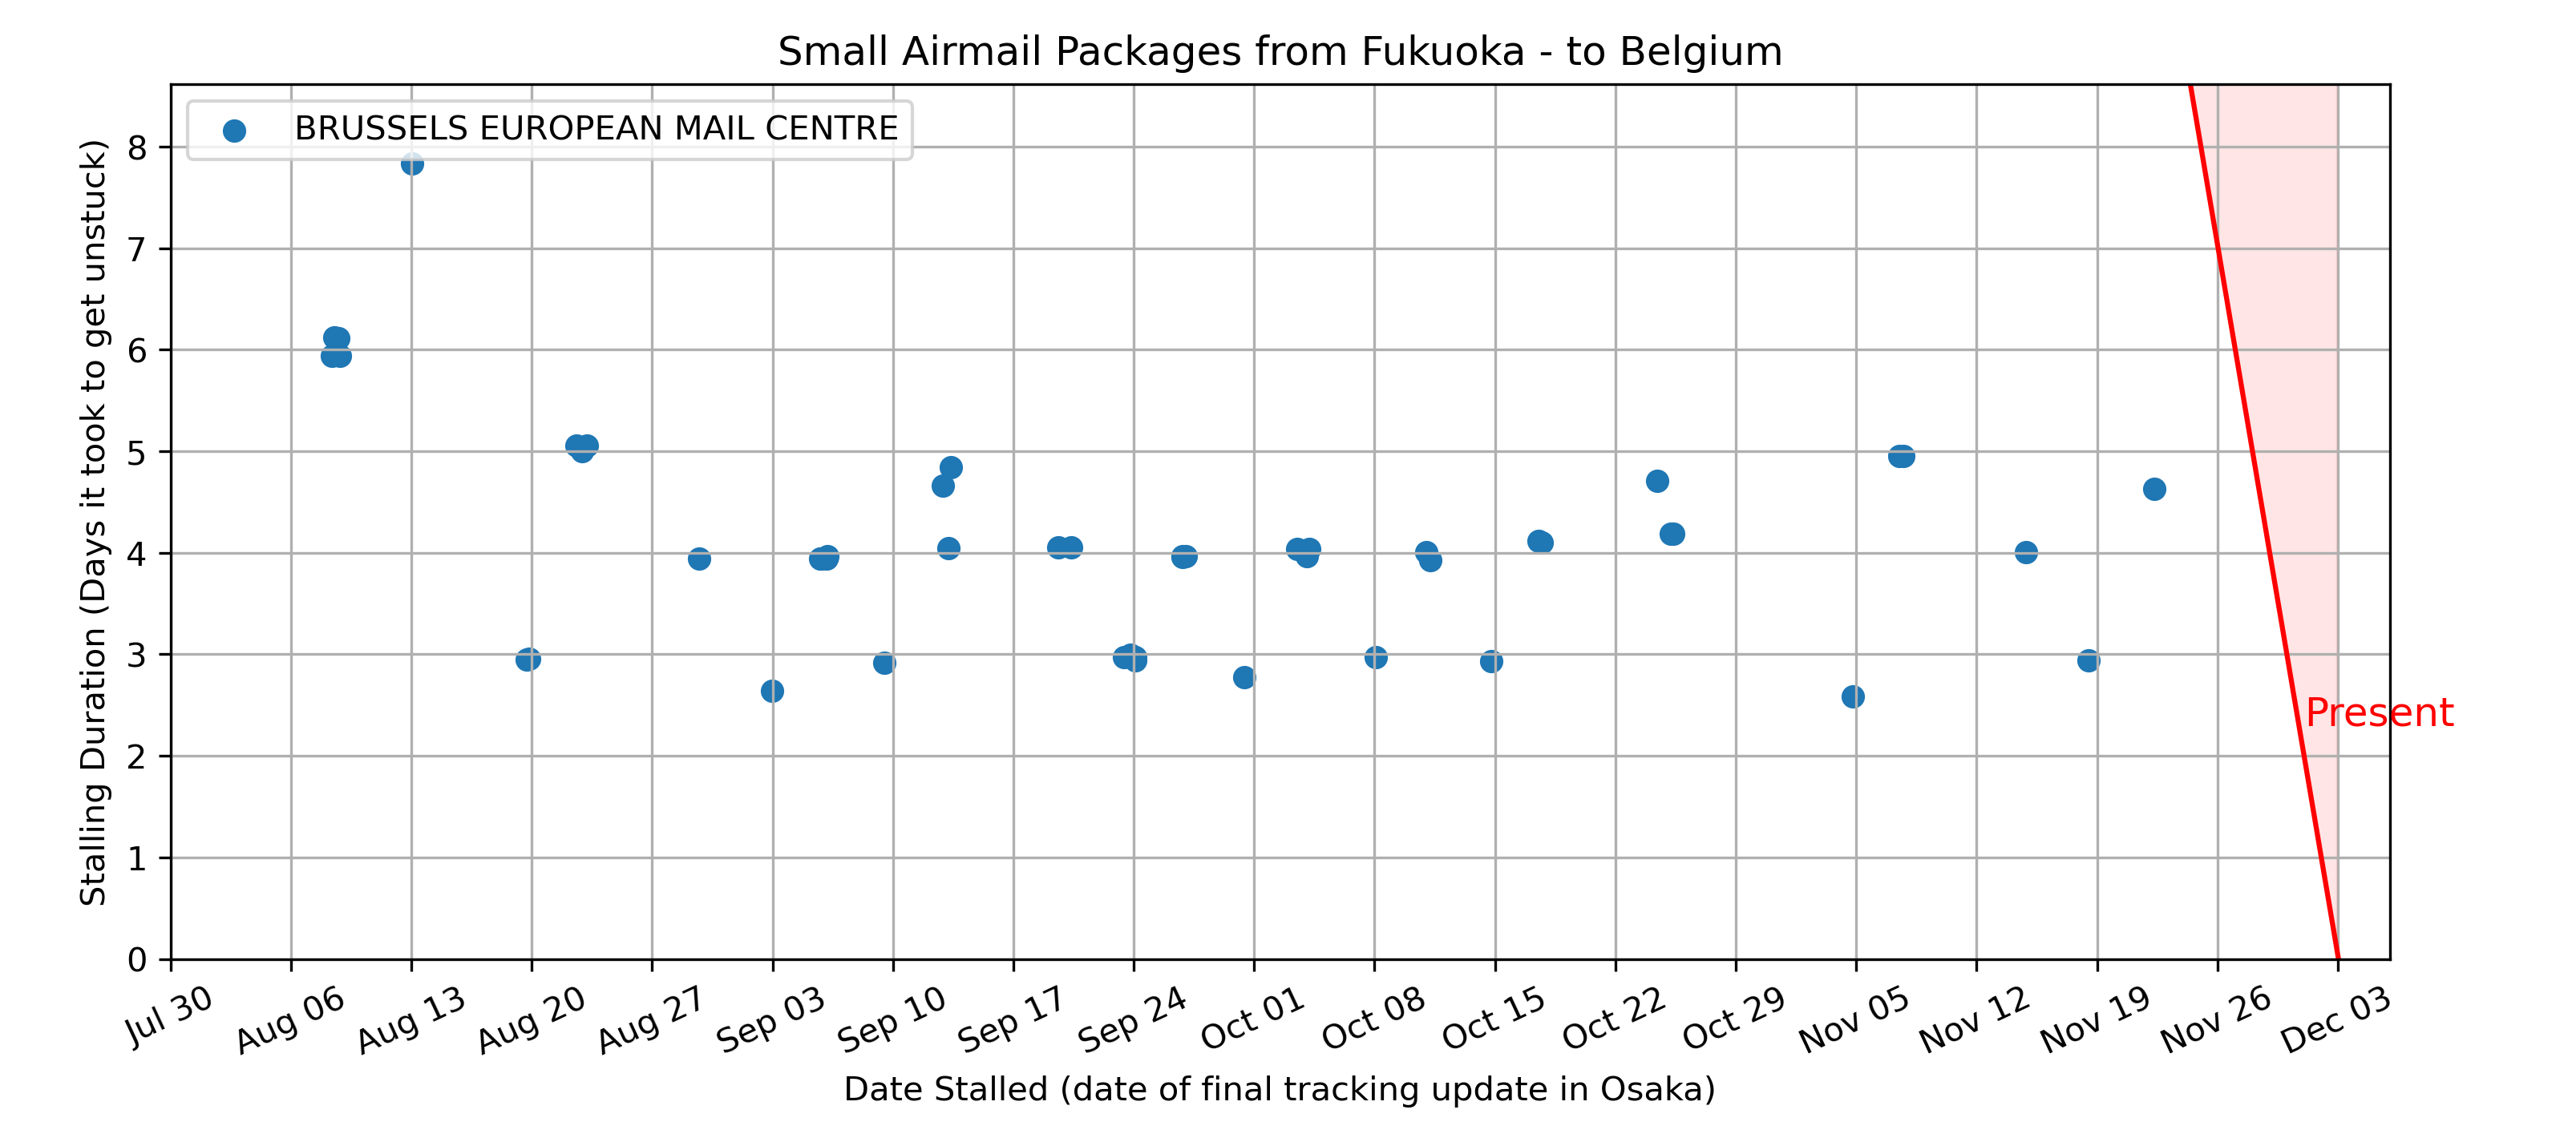 Small Airmail Packages from Fukuoka - to Belgium
BRUSSELS EUROPEAN MAIL CENTRE
Stalling Duration (Days it took to get unstuck)
8
7
6
5
4
3
2
1
0
Present
Jul 30
Aug 06
Aug 13
Aug 20
Aug 27
Sep 03
Sep 10
Sep 17
Sep 24
Oct 01
Oct 08
Oct 15
Oct 22
Oct 29
Nov 05
Nov 12
Nov 19
Nov 26
Dec 03
Date Stalled (date of final tracking update in Osaka)